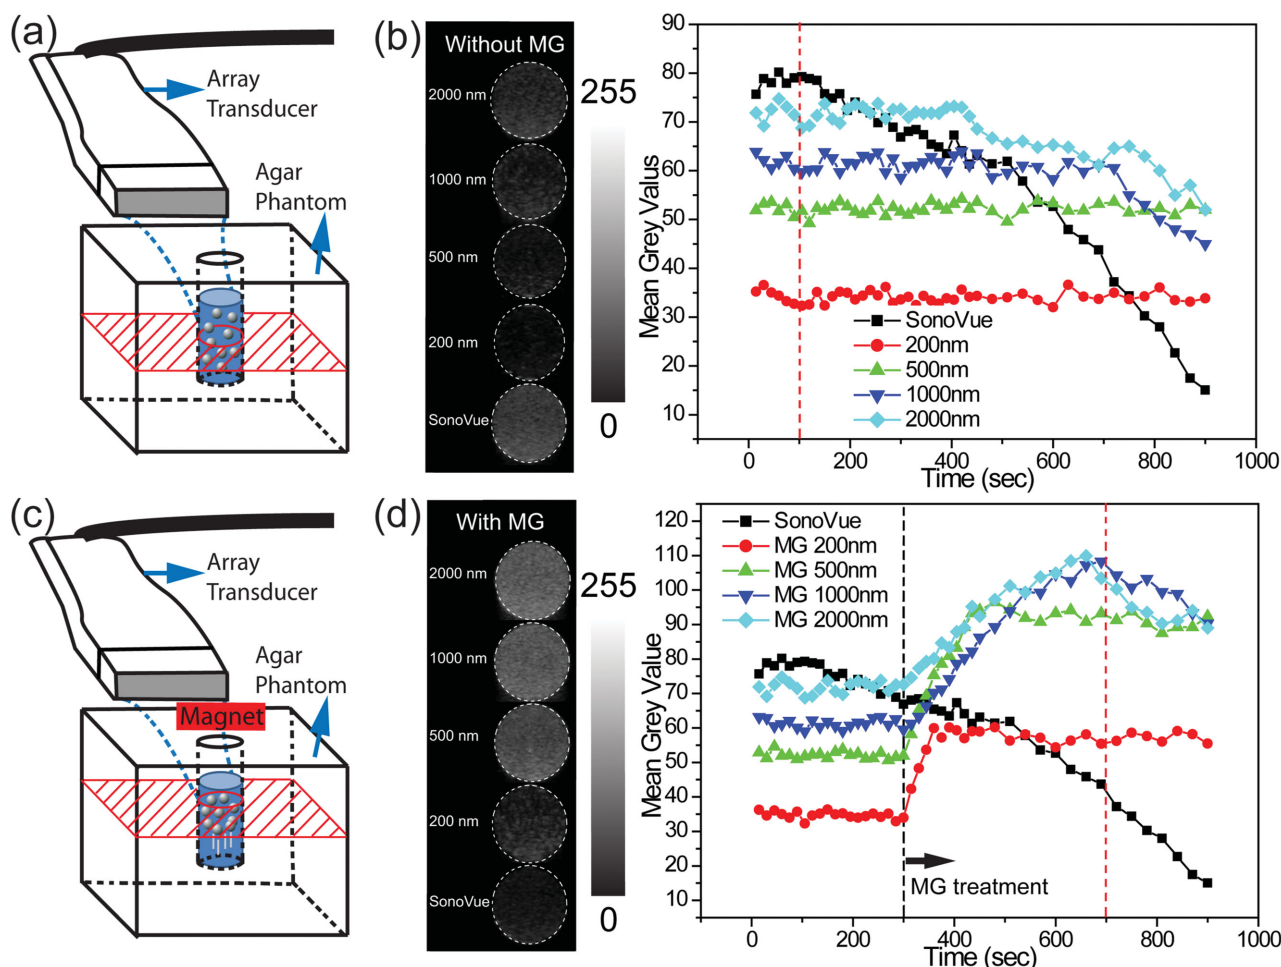 (a)
Array
Transducer
Agar
Phantom
(b)
Without MG
2000 nm
1000 nm
500 nm
200 nm
SonoVue
255
0
Mean Grey Valus
90
80
70
60
50
40
30
20
10
SonoVue
200nm
500nm
1000nm
2000nm
0 200 400 600 800 1000
Time (sec)
(c)
Array
Transducer
Agar
Phantom
Magnet
(d)
With MG
2000 nm
1000 nm
500 nm
200 nm
SonoVue
255
0
Mean Grey Value
120
110
100
90
80
70
60
50
40
30
20
10
SonoVue
MG 200nm
MG 500nm
MG 1000nm
MG 2000nm
MG treatment
0 200 400 600 800 1000
Time (sec)